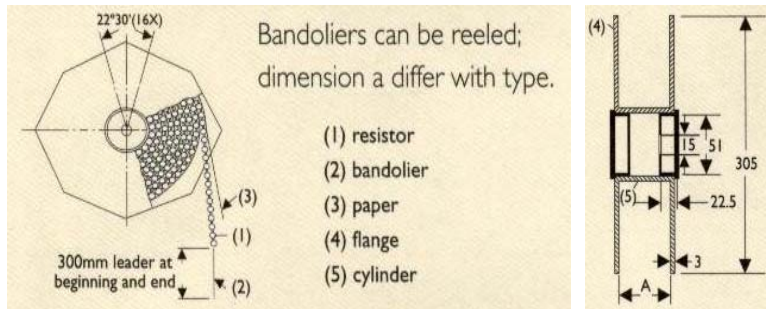 22°30'(16X)
Bandoliers can be reeled;
dimension a differ with type.
(1) resistor
(2) bandolier
(3) paper
(4) flange
(5) cylinder
(3)
(1)
300mm leader at
beginning and end
(2)
(4)
15
51
305
(5)
22.5
3
A